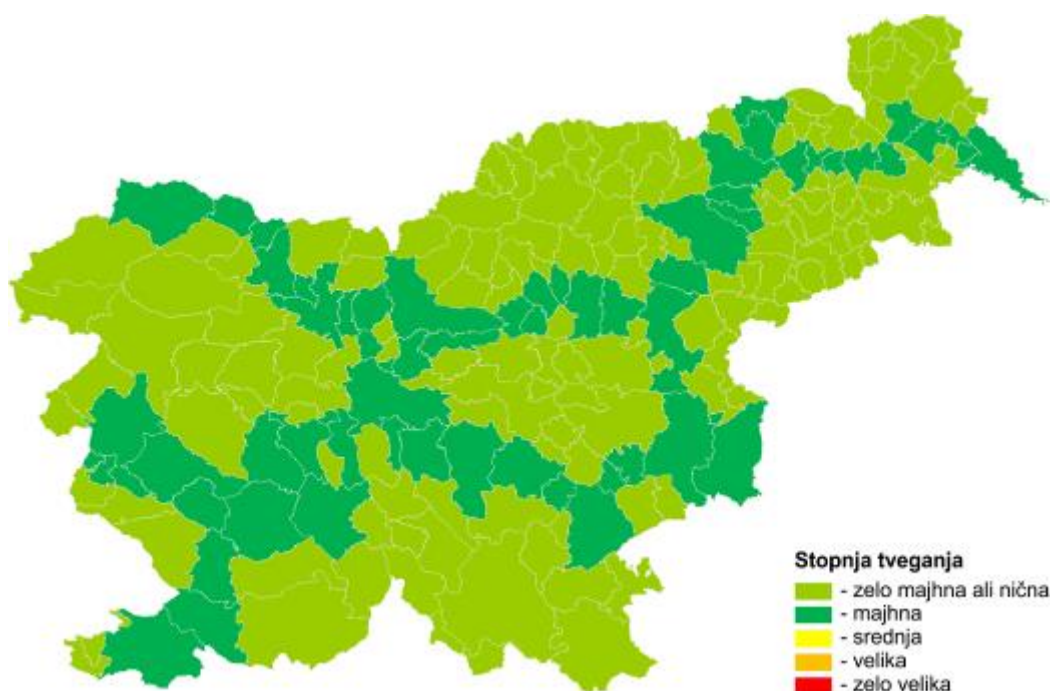 Stopnja tveganja
- zelo majhna ali nična
- majhna
- srednja
- velika
- zelo velika